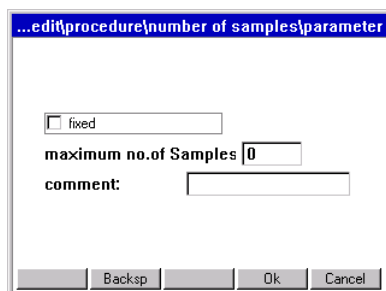 ...edit\procedure\number of samples\parameter
fixed
maximum no.of Samples 0
comment:
Backsp Ok Cancel